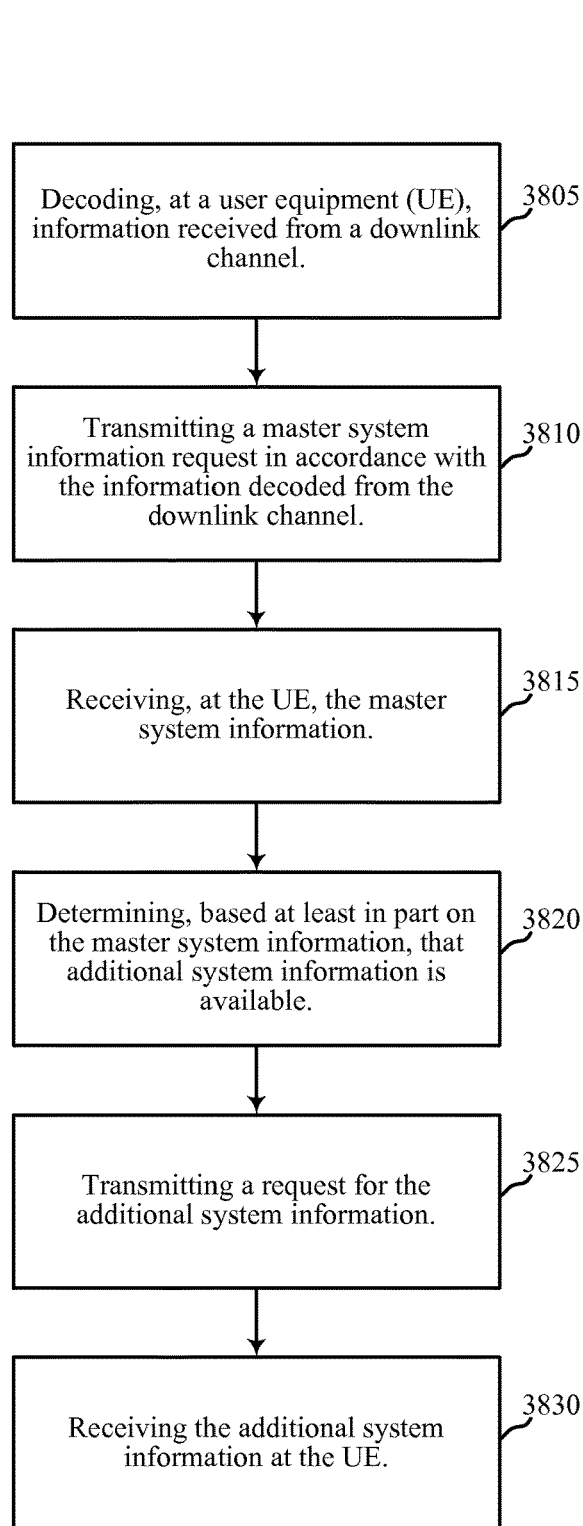 Decoding, at a user equipment (UE),
information received from a downlink
channel.
3805
Transmitting a master system
information request in accordance with
the information decoded from the
downlink channel.
3810
Receiving, at the UE, the master
system information.
3815
Determining, based at least in part on
the master system information, that
additional system information is
available.
3820
Transmitting a request for the
additional system information.
3825
Receiving the additional system
information at the UE.
3830